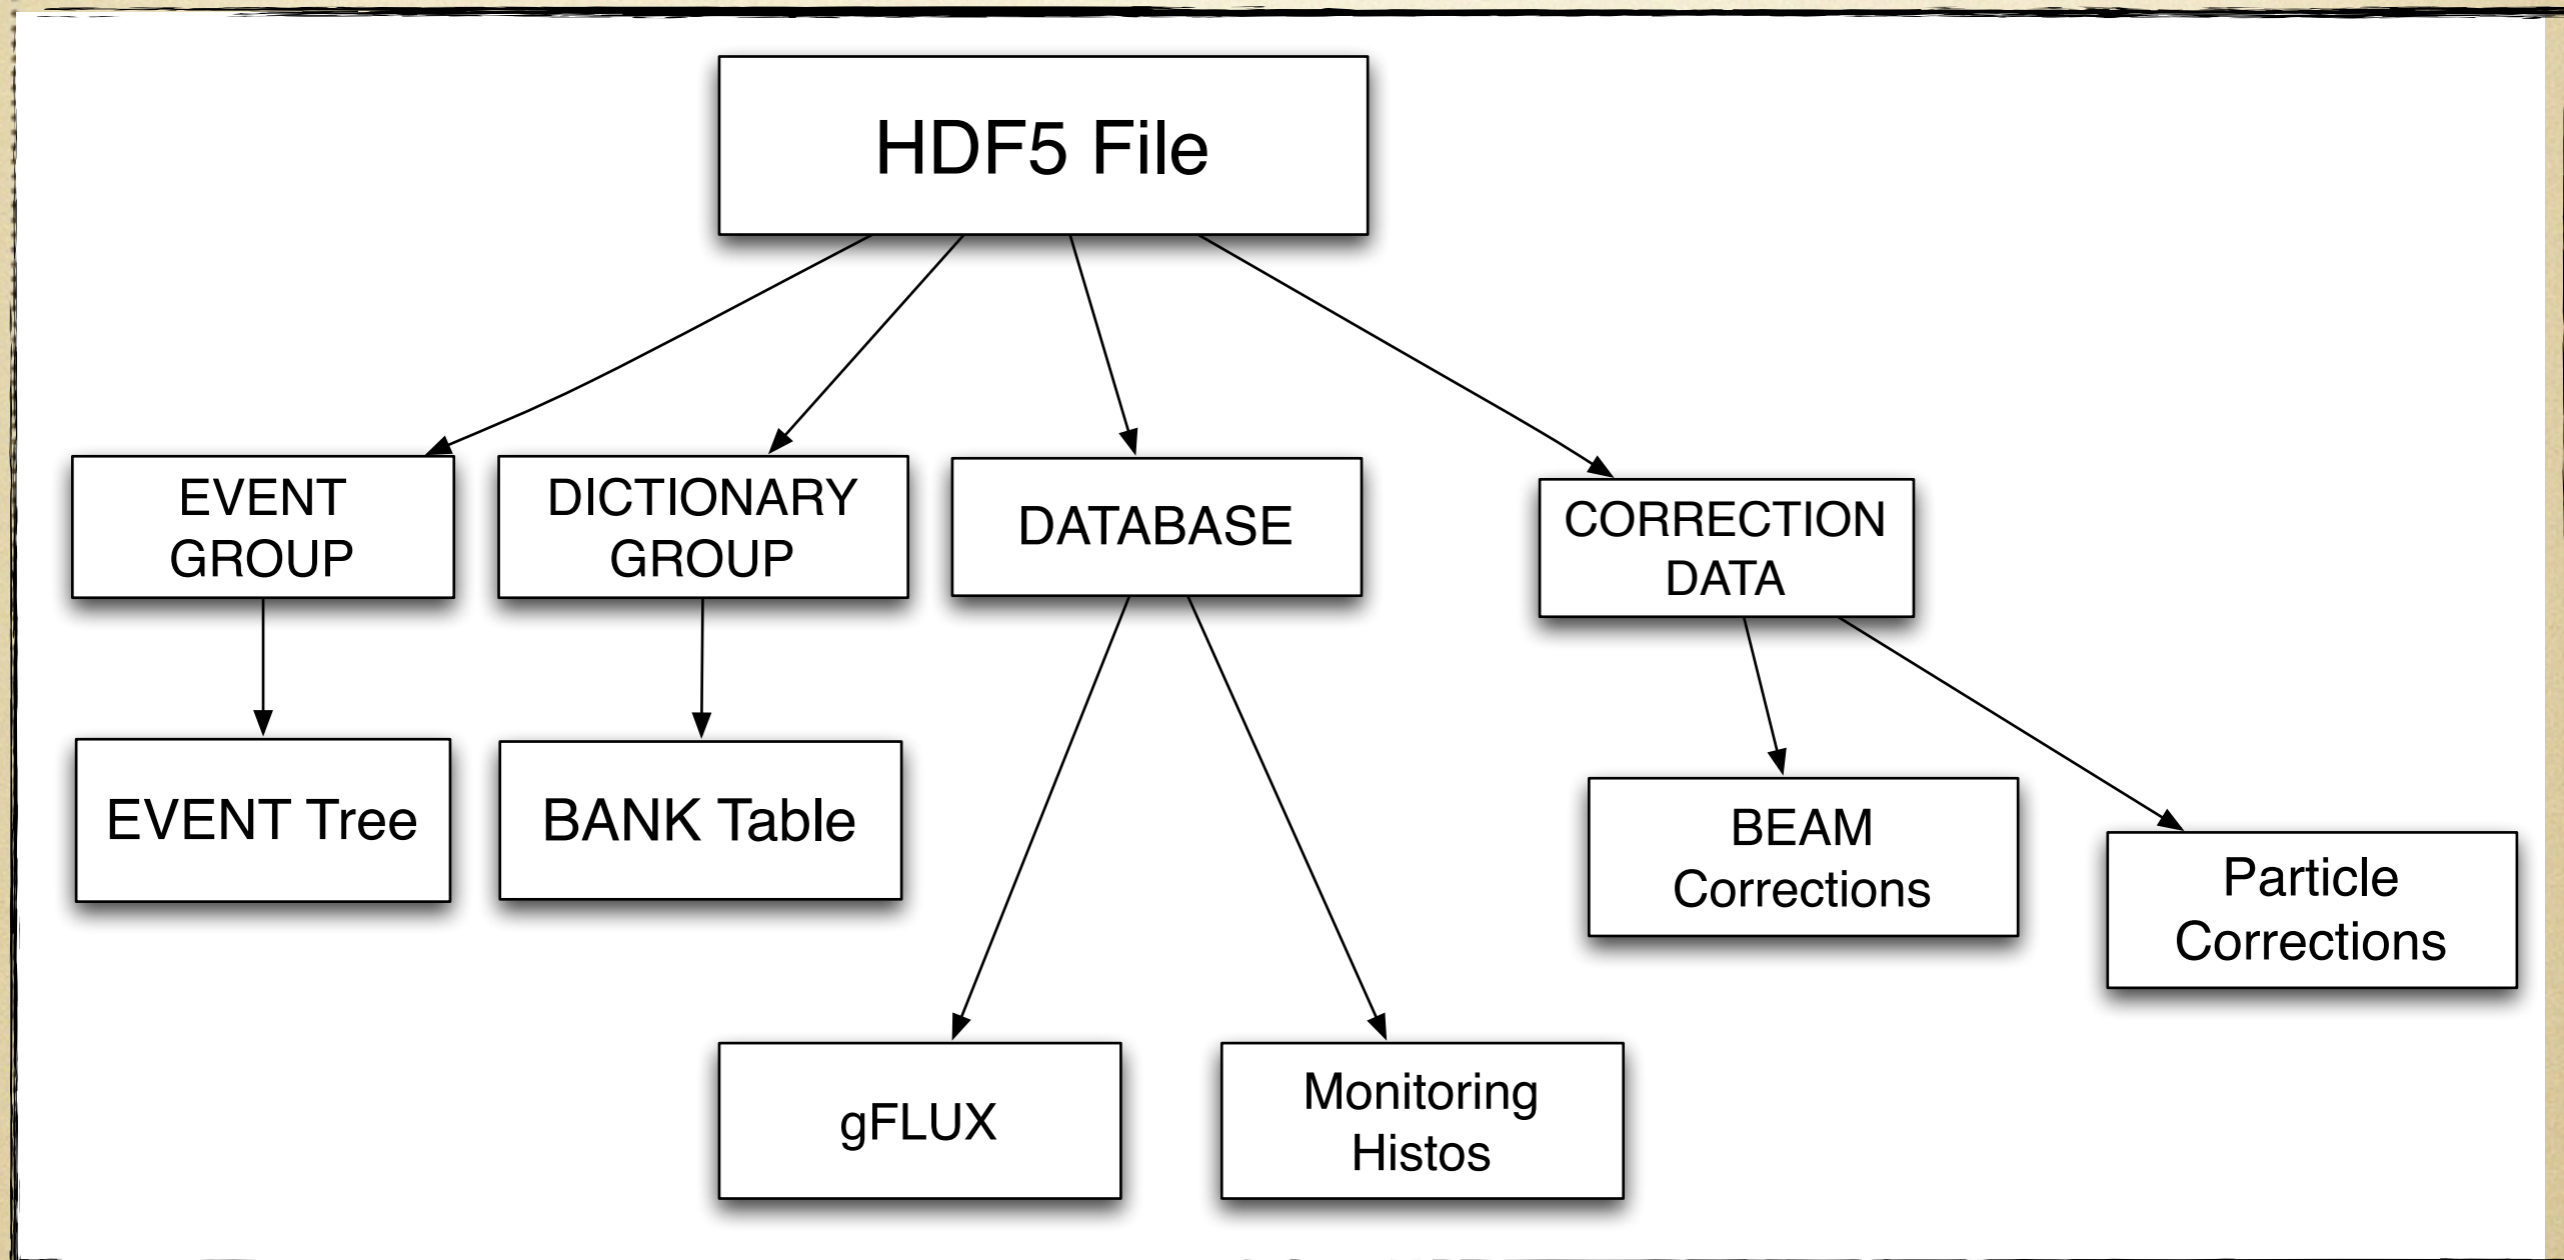 HDF5 File
EVENT
GROUP
DICTIONARY
GROUP
DATABASE
CORRECTION
DATA
EVENT Tree
BANK Table
BEAM
Corrections
Particle
Corrections
gFLUX
Monitoring
Histos